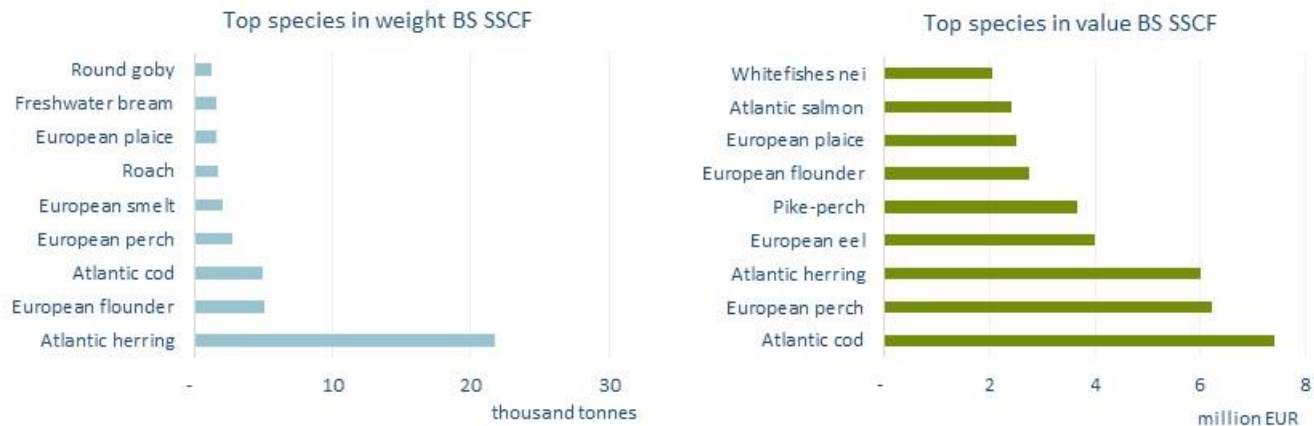 Top species in weight BS SSCF
Round goby
Freshwater bream
European plaice
Roach
European smelt
European perch
Atlantic cod
European flounder
Atlantic herring
- 10 20 30
thousand tonnes
Top species in value BS SSCF
Whitefishes nei
Atlantic salmon
European plaice
European flounder
Pike-perch
European eel
Atlantic herring
European perch
Atlantic cod
- 2 4 6 8
million EUR